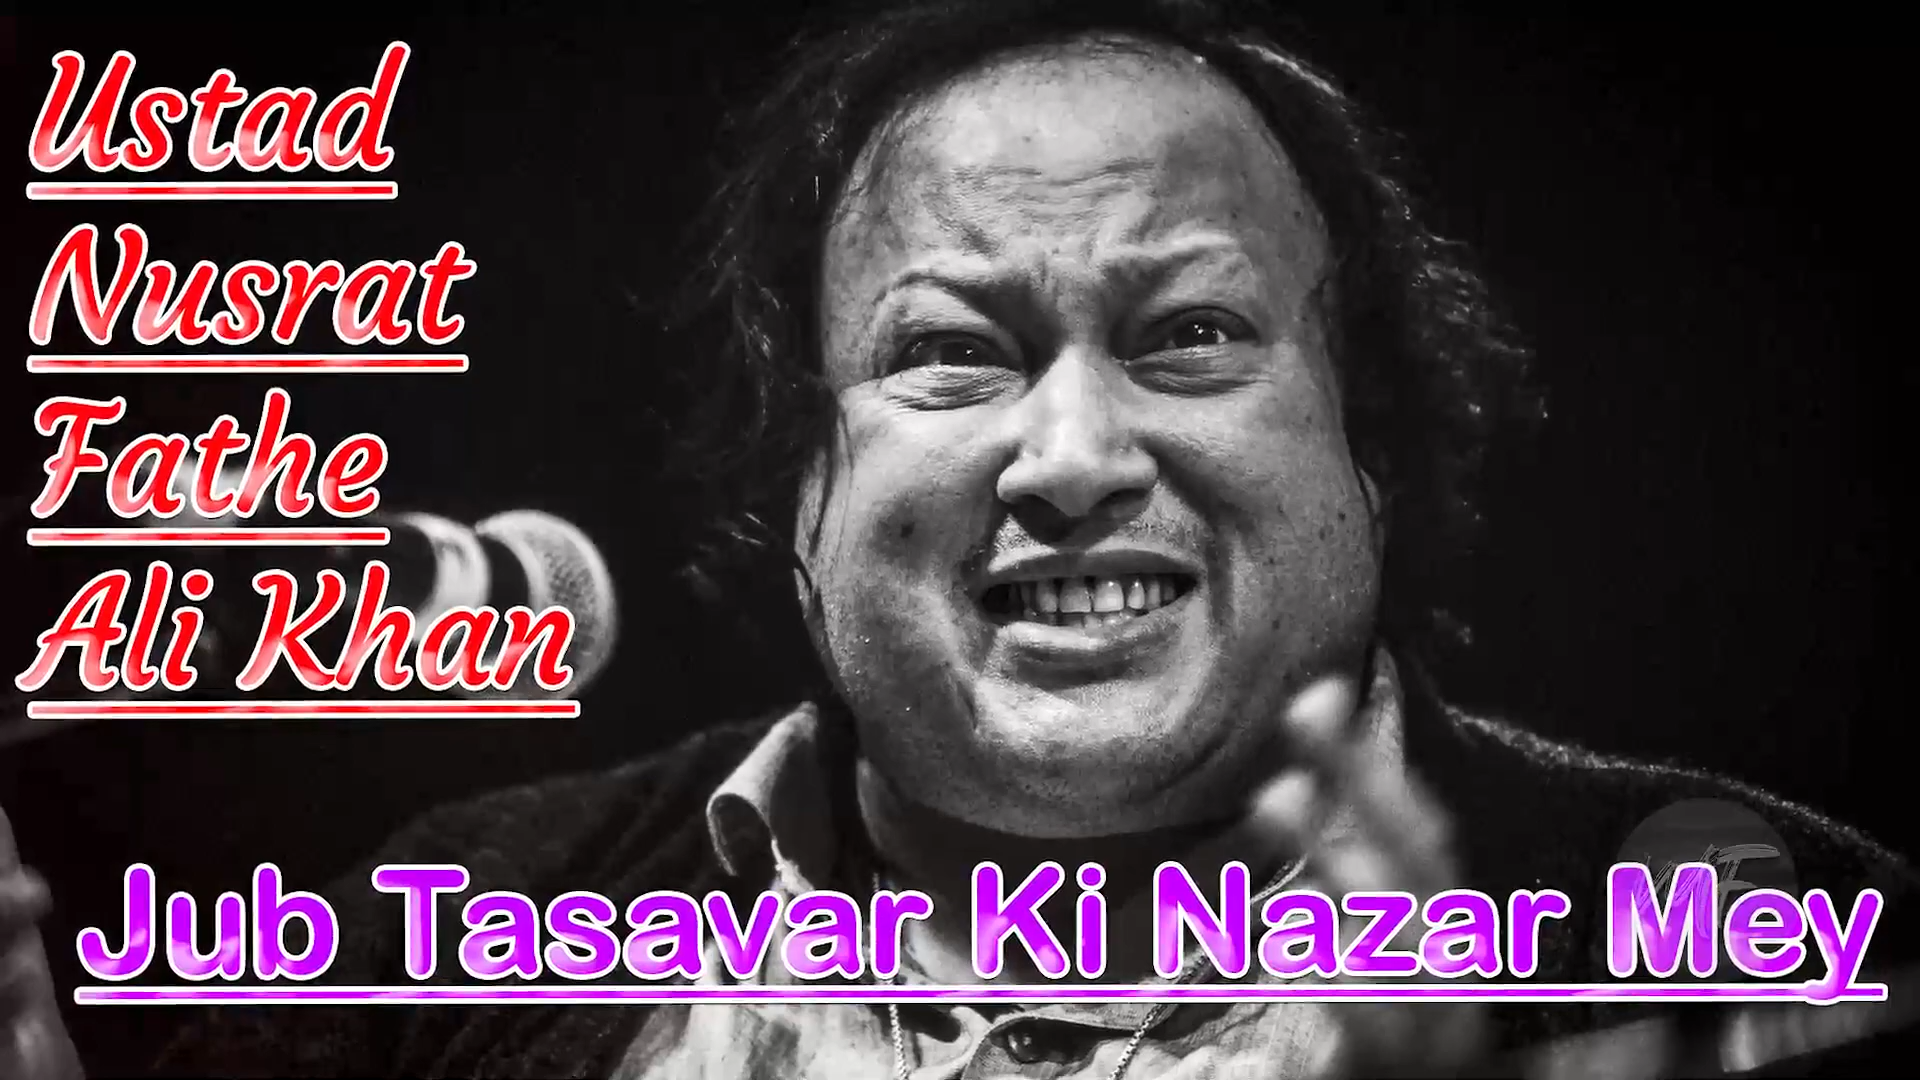 Ustad
Nusrat
Fathe
Ali Khan
Jub Tasavar Ki Nazar Mey